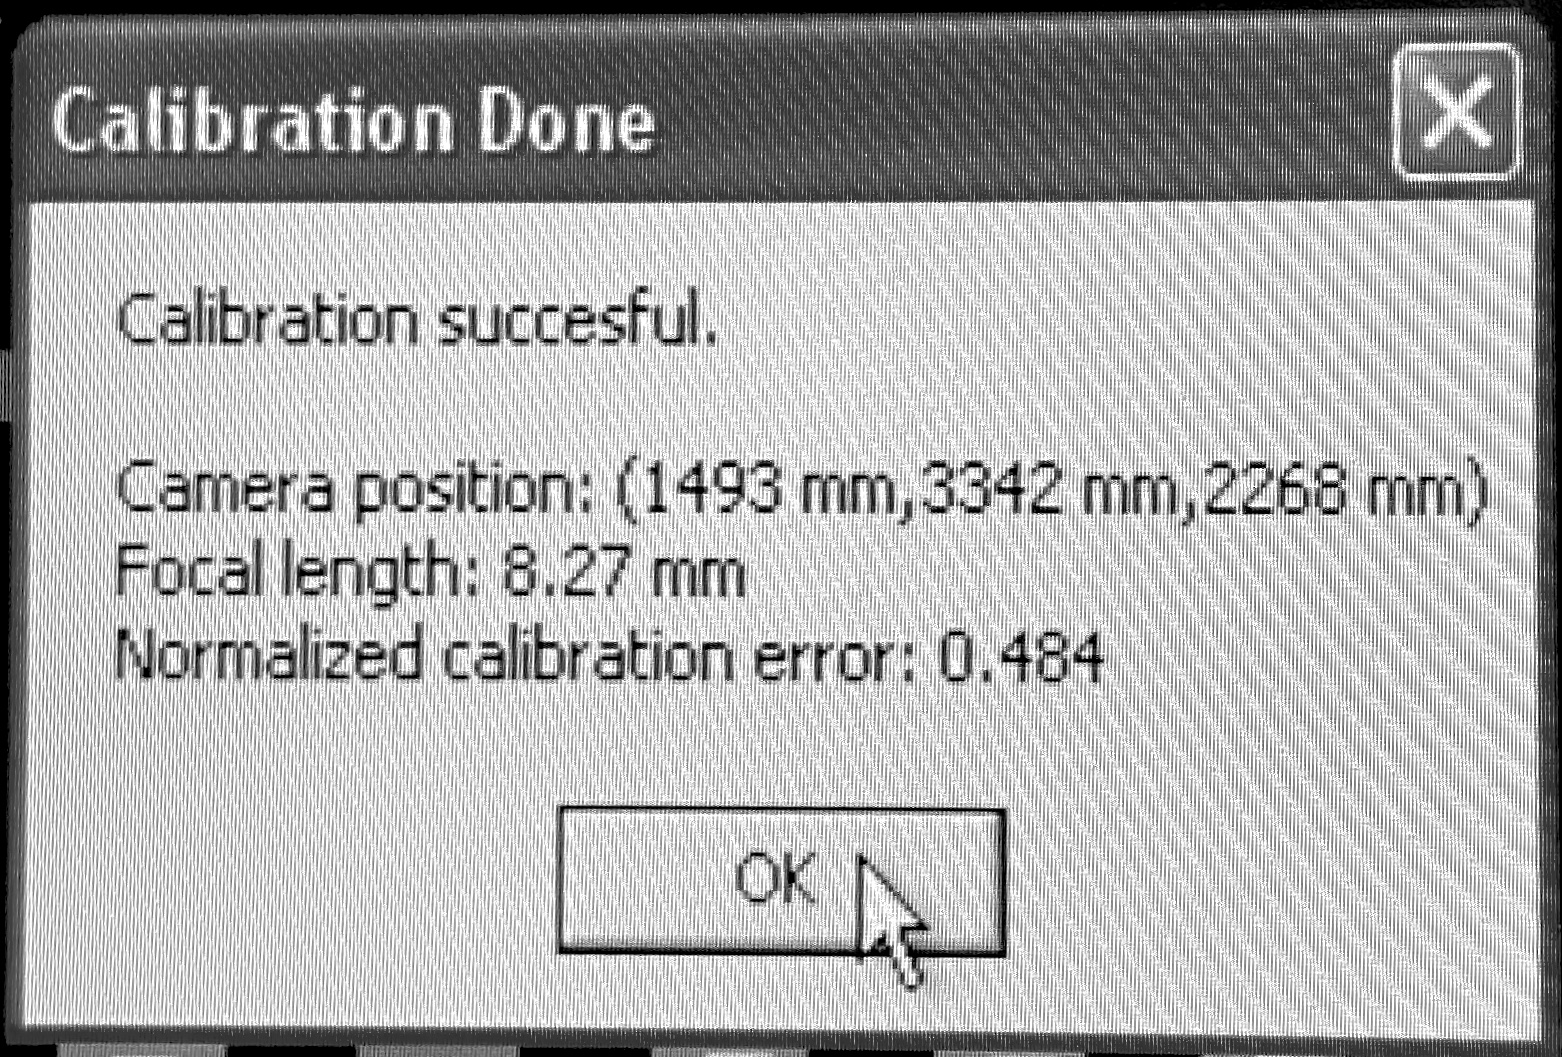 Calibration Done
Calibration succesful.
Camera position: (1493 mm,3342 mm,2268 mm)
Focal length: 8.27 mm
Normalized calibration error: 0.484
OK